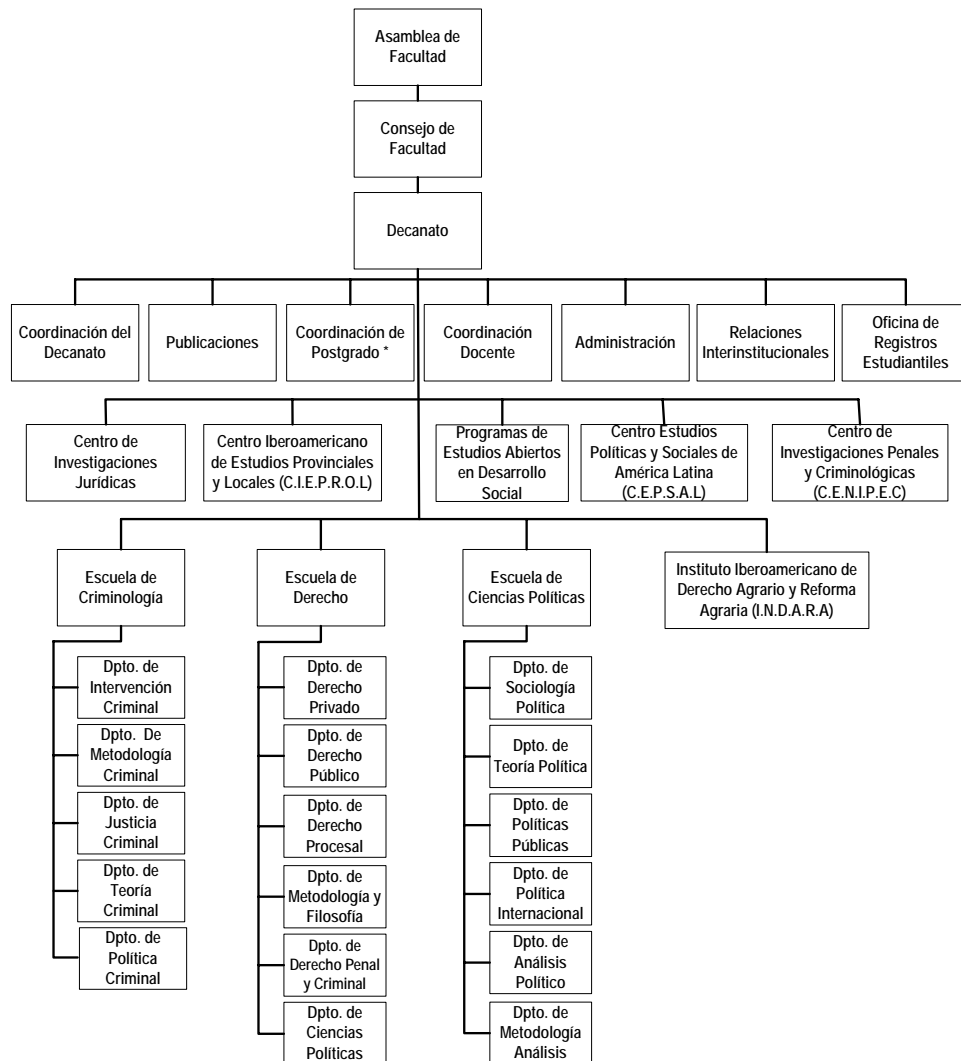 Asamblea de
Facultad
Consejo de
Facultad
Decanato
Coordinación del
Decanato
Publicaciones
Coordinación de
Postgrado *
Coordinación
Docente
Administración
Relaciones
Interinstitucionales
Oficina de
Registros
Estudiantiles
Centro de
Investigaciones
Jurídicas
Centro Iberoamericano
de Estudios Provinciales
y Locales (C.I.E.P.R.O.L)
Programas de
Estudios Abiertos
en Desarrollo
Social
Centro Estudios
Políticas y Sociales de
América Latina
(C.E.P.S.A.L)
Centro de
Investigaciones Penales
y Criminológicas
(C.E.N.I.P.E.C)
Escuela de
Criminología
Dpto. de
Intervención
Criminal
Dpto. De
Metodología
Criminal
Dpto. de
Justicia
Criminal
Dpto. de
Teoría
Criminal
Dpto. de
Política
Criminal
Escuela de
Derecho
Dpto. de
Derecho
Privado
Dpto. de
Derecho
Público
Dpto. de
Derecho
Procesal
Dpto. de
Metodología y
Filosofía
Dpto. de
Derecho Penal
y Criminal
Dpto. de
Ciencias
Políticas
Escuela de
Ciencias Políticas
Dpto. de
Sociología
Política
Dpto. de
Teoría Política
Dpto. de
Políticas
Públicas
Dpto. de
Política
Internacional
Dpto. de
Análisis
Político
Dpto. de
Metodología
Análisis
Instituto Iberoamericano de
Derecho Agrario y Reforma
Agraria (I.N.D.A.R.A)